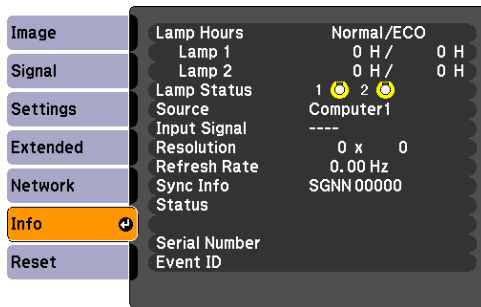 Image
Signal
Settings
Extended
Network
Info
Reset
Lamp Hours Normal/ECO
Lamp 1 0 H / 0 H
Lamp 2 0 H / 0 H
Lamp Status 1 2
Source Computer1
Input Signal ----
Resolution 0 x 0
Refresh Rate 0.00 Hz
Sync Info SGNN 00000
Status
Serial Number
Event ID